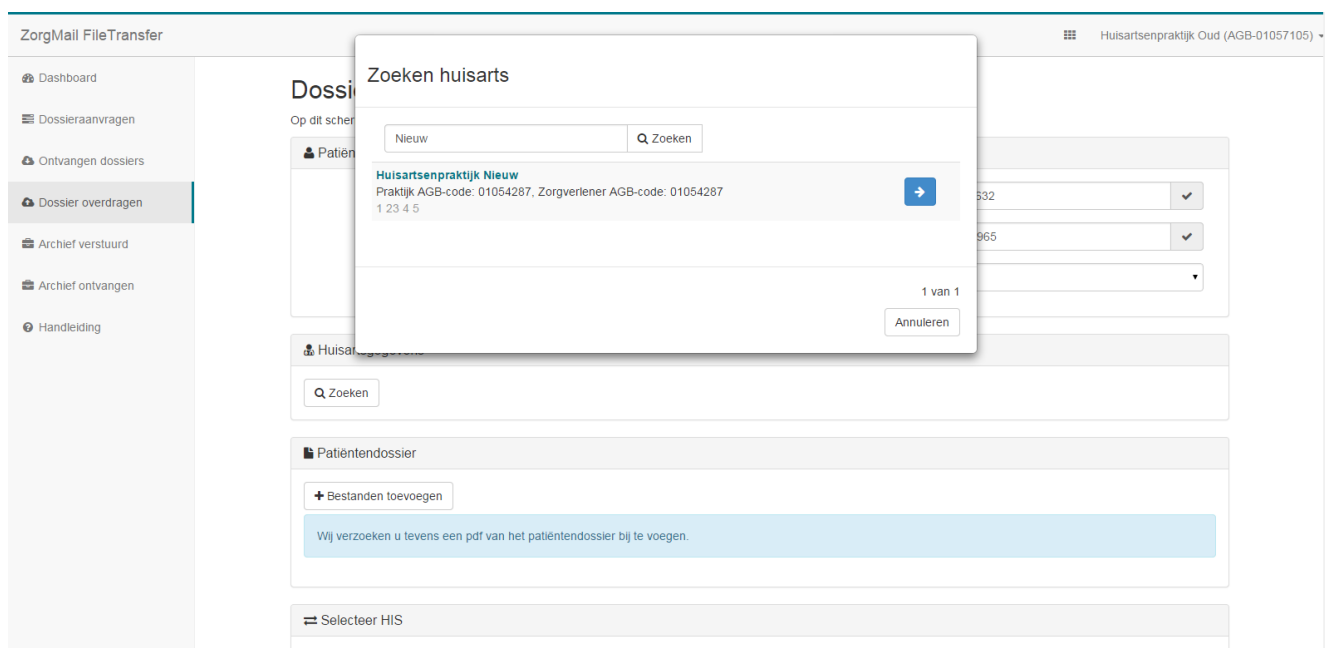 ZorgMail FileTransfer
Huisartsenpraktijk Oud (AGB-01057105)
Dashboard
Dossieraanvragen
Ontvangen dossiers
Dossier overdragen
Archief verstuurd
Archief ontvangen
Handleiding
Dossi
Op dit scher
Patiën
632
965
Zoeken huisarts
Nieuw
Zoeken
Huisartsenpraktijk Nieuw
Praktijk AGB-code: 01054287, Zorgverlener AGB-code: 01054287
1 23 4 5
1 van 1
Annuleren
Huisartsgegevens
Zoeken
Patiëntendossier
Bestanden toevoegen
Wij verzoeken u tevens een pdf van het patiëntendossier bij te voegen.
Selecteer HIS